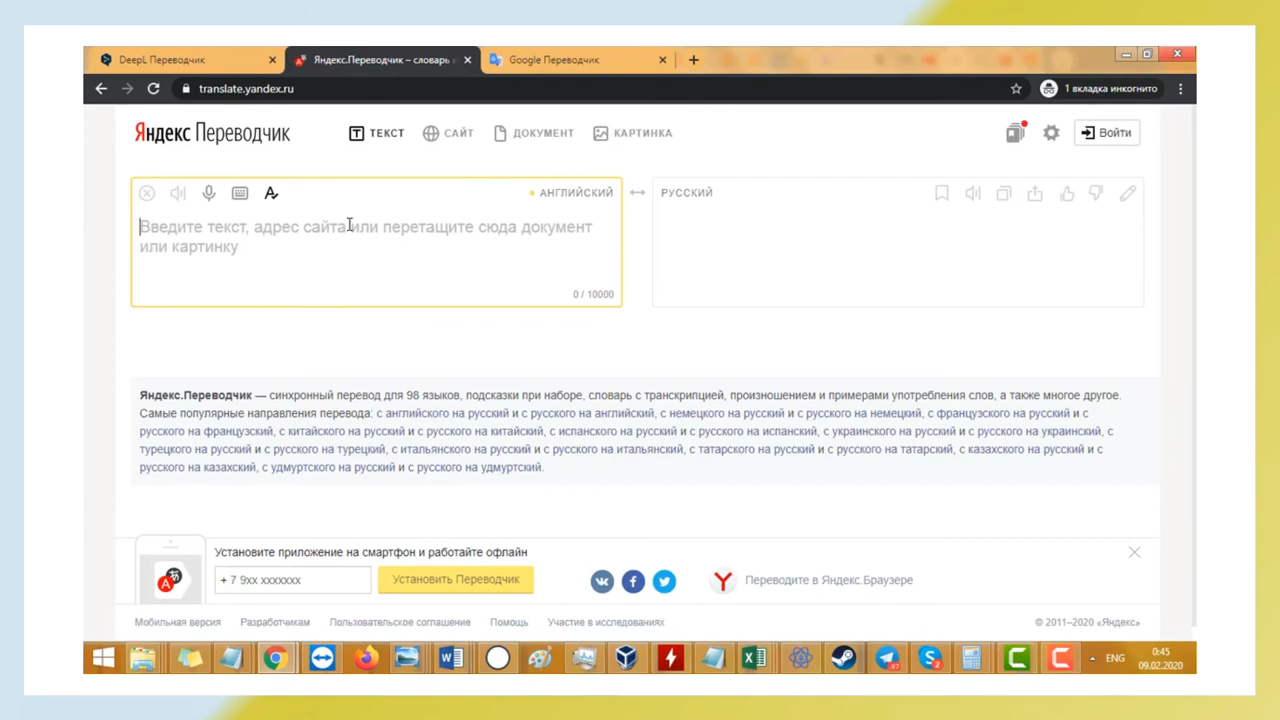 DeepL Переводчик
Яндекс.Переводчик – словарь
Google Переводчик
translate.yandex.ru
1 вкладка инкогнито
Яндекс Переводчик
ТЕКСТ
САЙТ
ДОКУМЕНТ
КАРТИНКА
Войти
АНГЛИЙСКИЙ
РУССКИЙ
Введите текст, адрес сайта или перетащите сюда документ
или картинку
0 / 10000
Яндекс.Переводчик — синхронный перевод для 98 языков, подсказки при наборе, словарь с транскрипцией, произношением и примерами употребления слов, а также многое другое.
Самые популярные направления перевода: с английского на русский и с русского на английский, с немецкого на русский и с русского на немецкий, с французского на русский и с
русского на французский, с китайского на русский и с русского на китайский, с испанского на русский и с русского на испанский, с украинского на русский и с русского на украинский, с
турецкого на русский и с русского на турецкий, с итальянского на русский и с русского на итальянский, с татарского на русский и с русского на татарский, с казахского на русский и с
русского на казахский, с удмуртского на русский и с русского на удмуртский.
Установите приложение на смартфон и работайте офлайн
+ 7 9xx xxxxxxx
Установить Переводчик
Переводите в Яндекс.Браузере
Мобильная версия
Разработчикам
Пользовательское соглашение
Помощь
Участие в исследованиях
© 2011–2020 «Яндекс»
ENG
0:45
09.02.2020